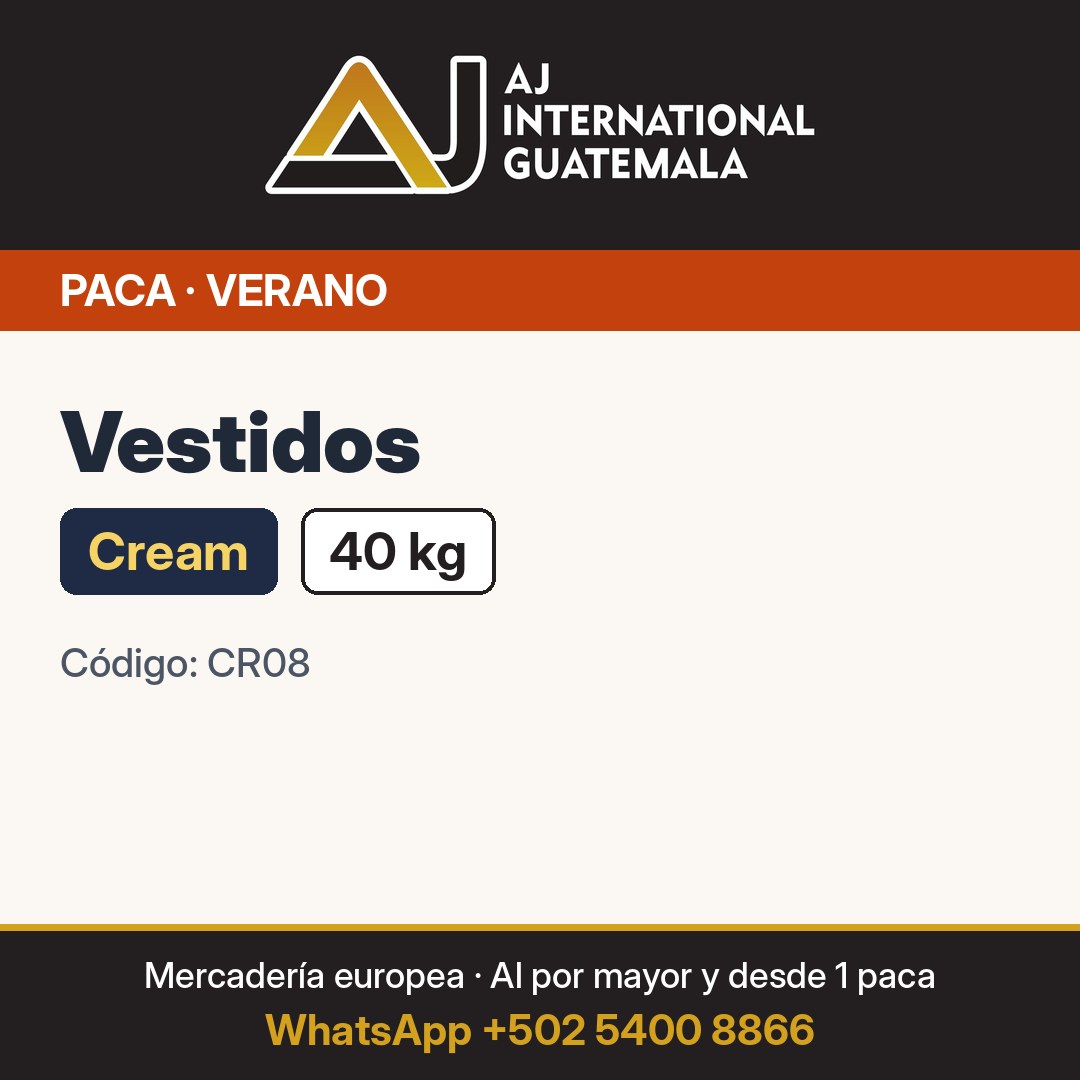 AJ
AJ
INTERNATIONAL
GUATEMALA
PACA · VERANO
Vestidos
Cream
40 kg
Código: CR08
Mercadería europea · Al por mayor y desde 1 paca
WhatsApp +502 5400 8866